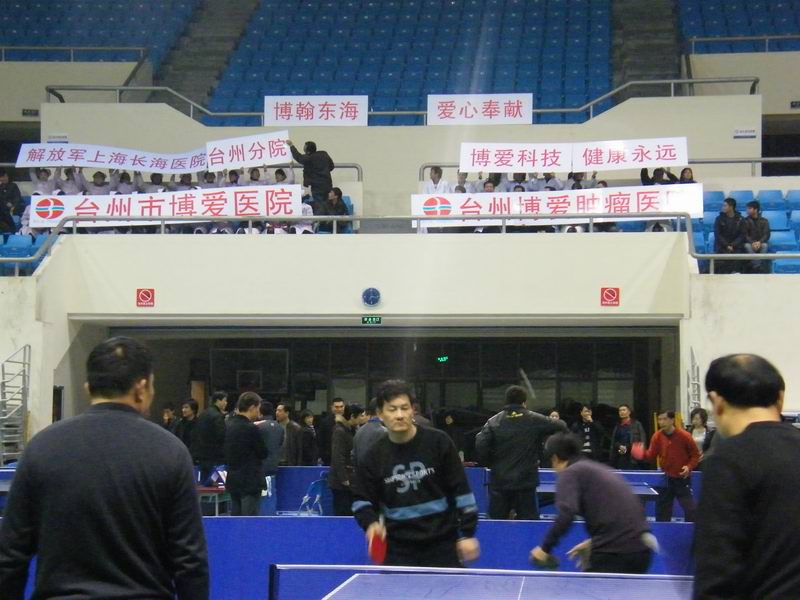 博翰东海
爱心奉献
解放军上海长海医院
台州分院
博爱科技
健康永远
台州市博爱医院
台州博爱肿瘤医
SP